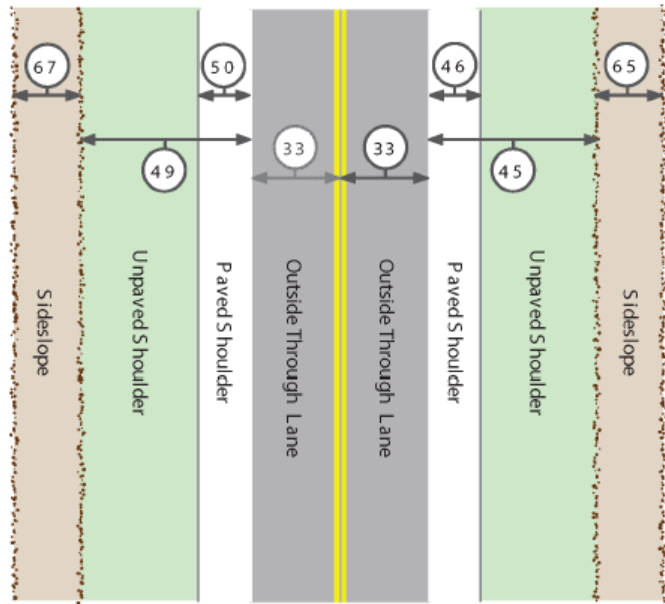 67
50
46
65
49
33
33
45
Sideslope
Unpaved Shoulder
Paved Shoulder
Outside Through Lane
Outside Through Lane
Paved Shoulder
Unpaved Shoulder
Sideslope